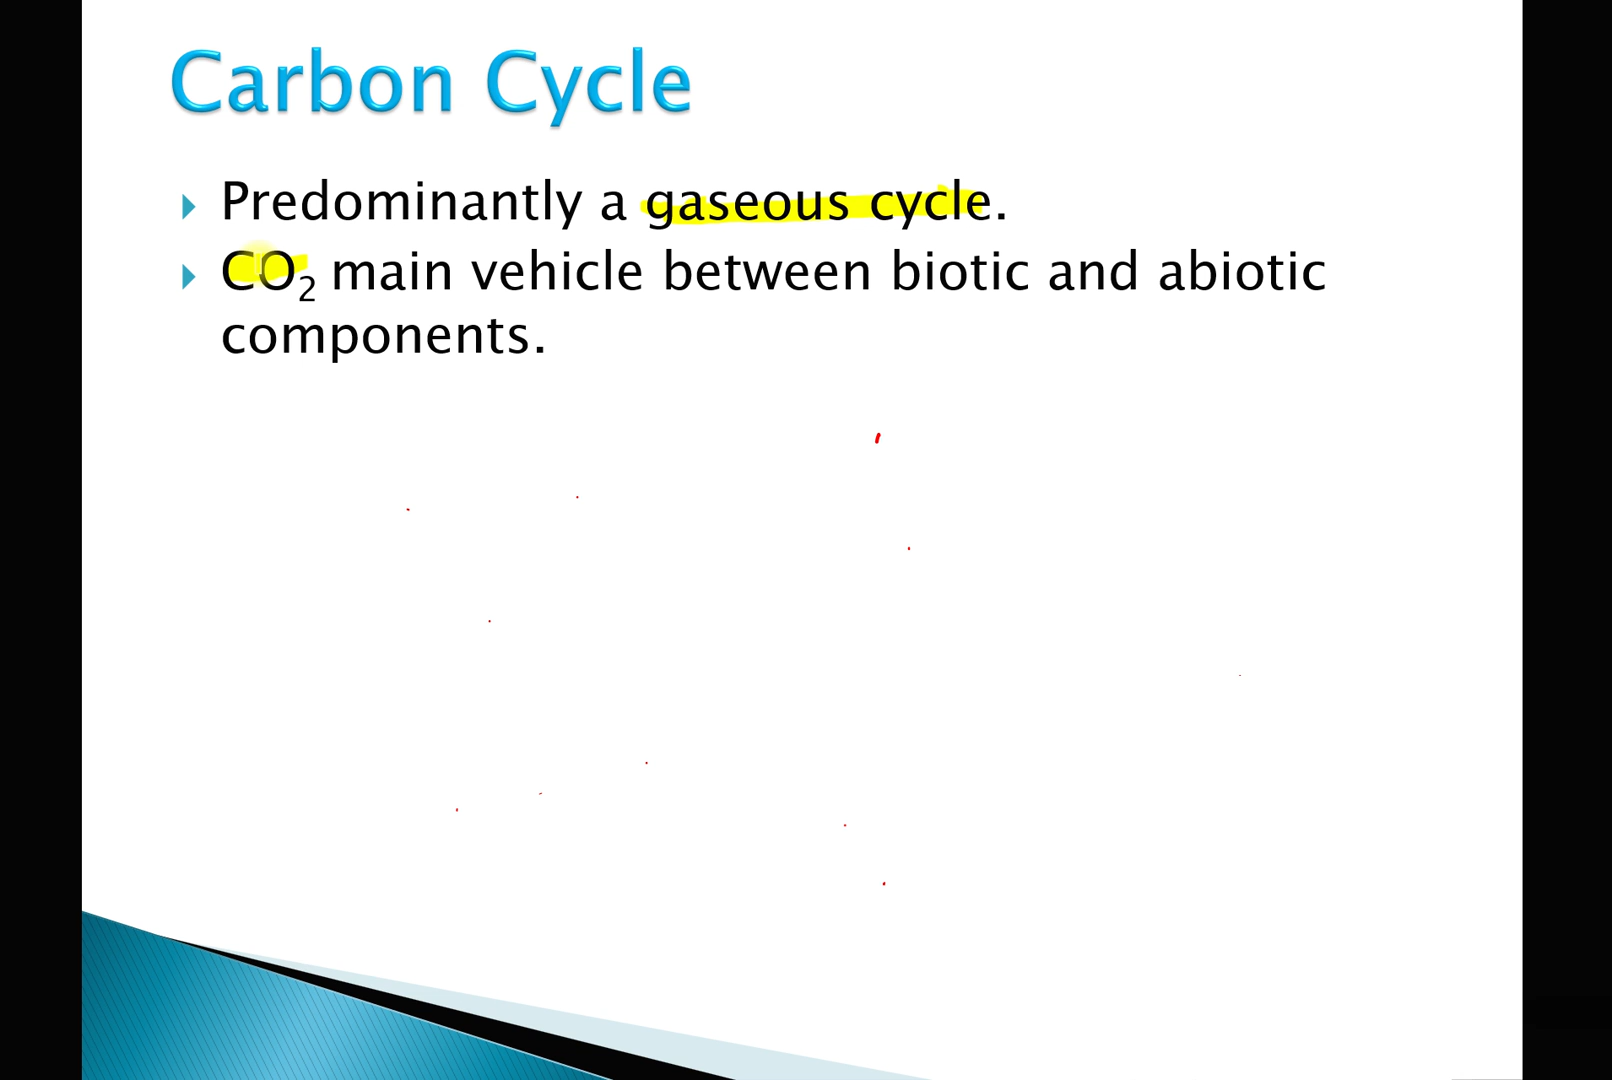 Carbon Cycle
Predominantly a gaseous cycle.
CO₂ main vehicle between biotic and abiotic
components.